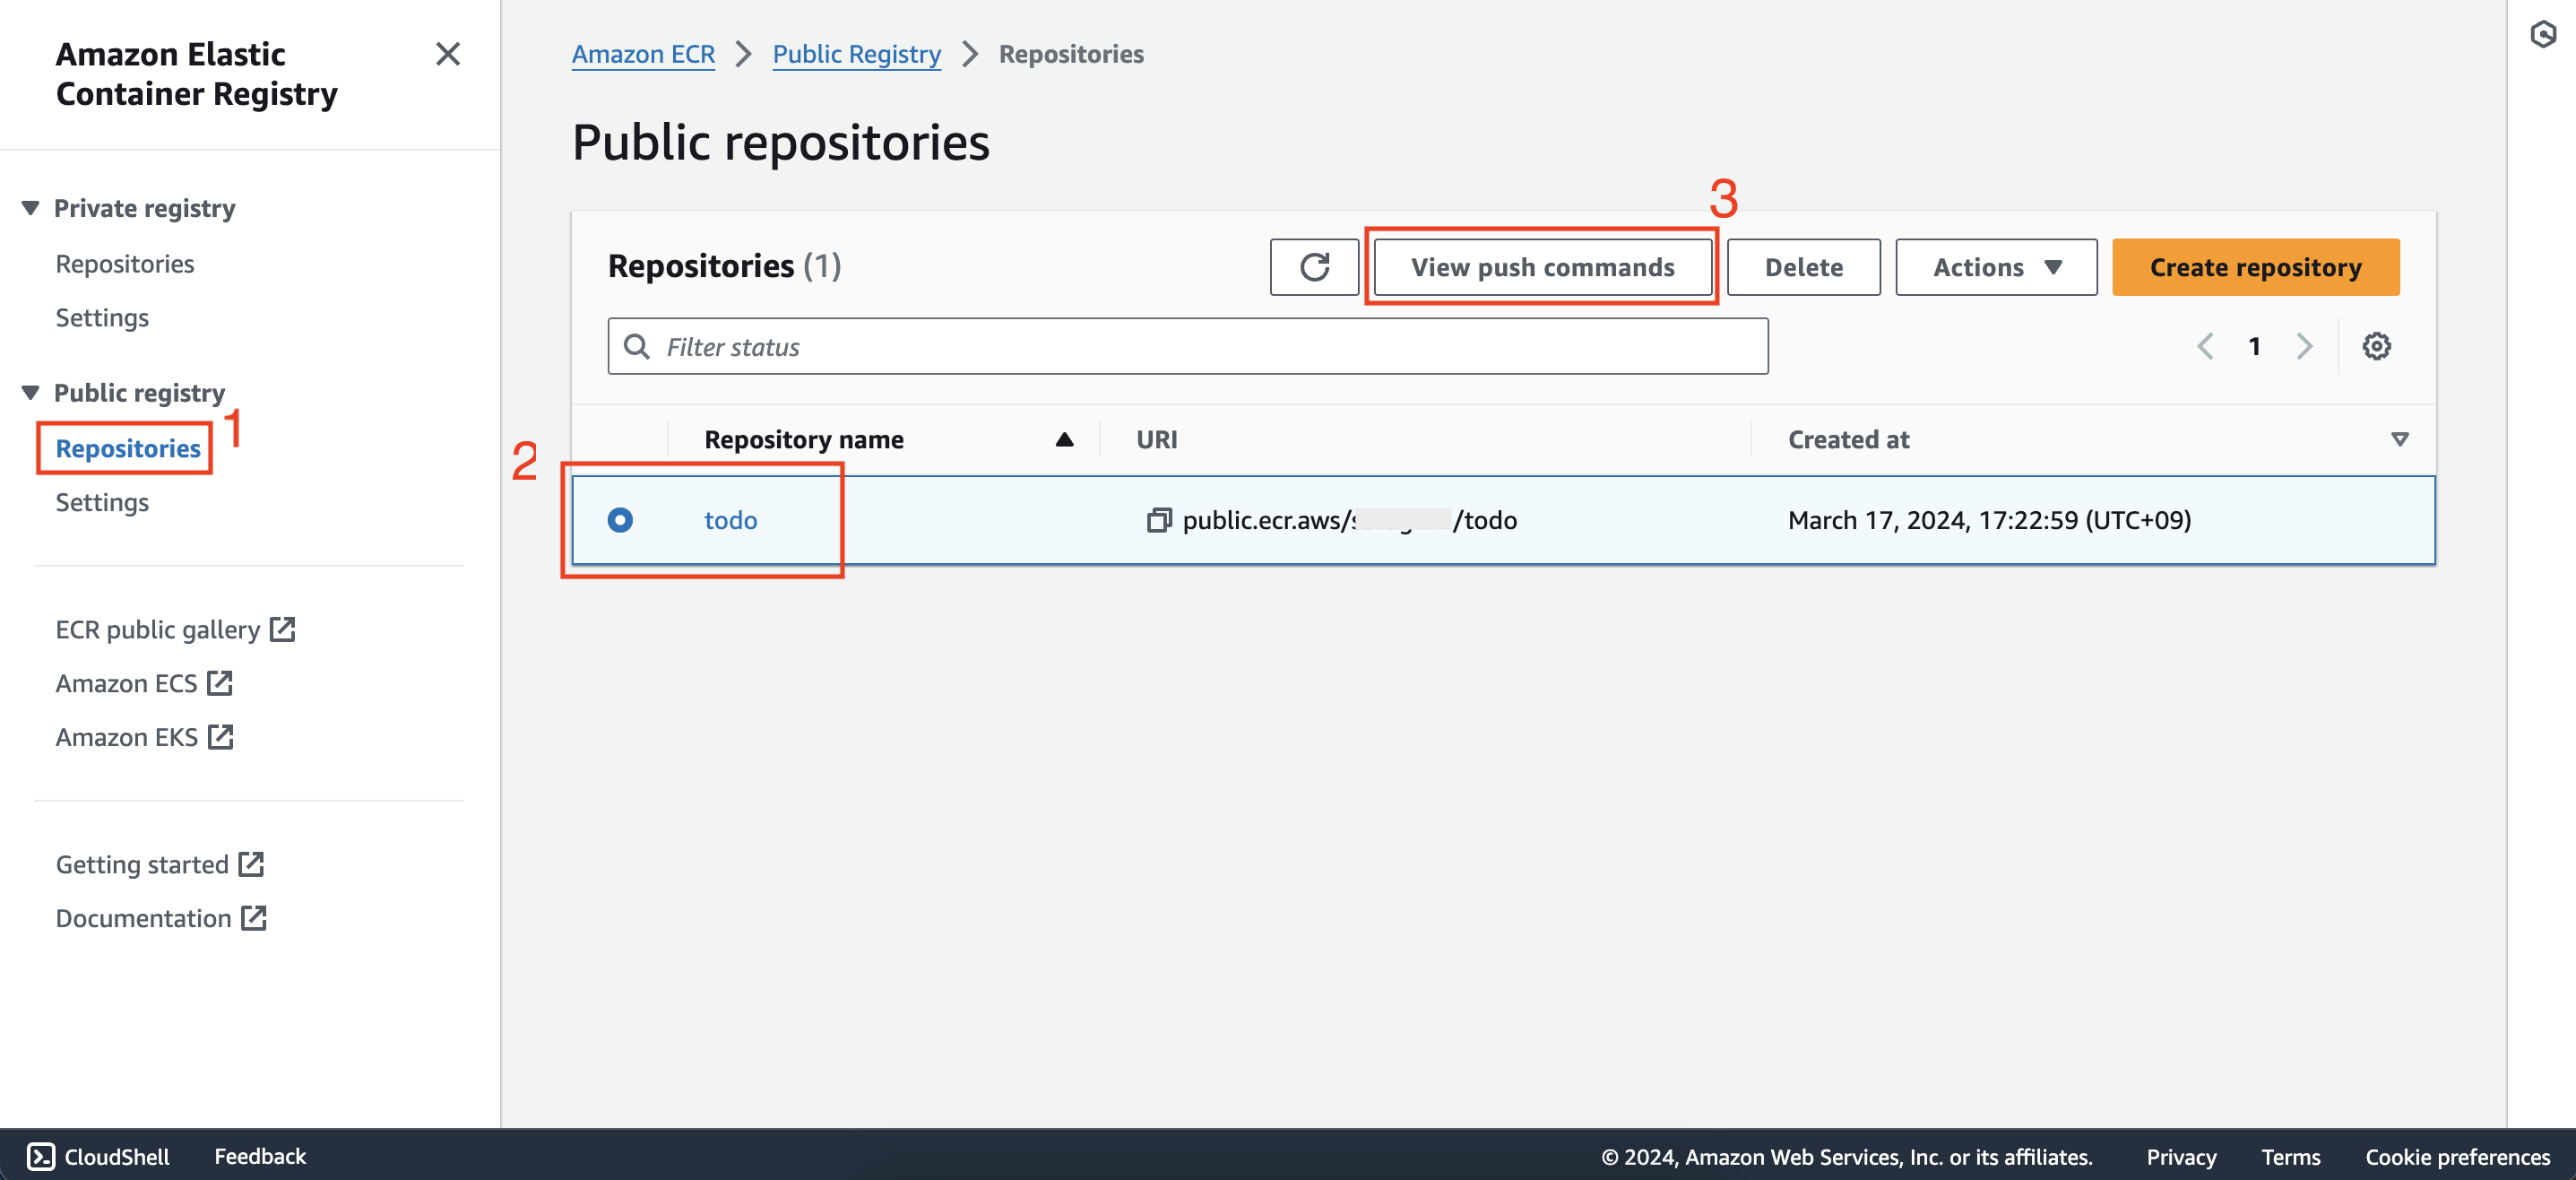 Amazon Elastic
Container Registry
Private registry
Repositories
Settings
Public registry
Repositories
1
Settings
ECR public gallery
Amazon ECS
Amazon EKS
Getting started
Documentation
Amazon ECR > Public Registry > Repositories
Public repositories
3
Repositories (1)
View push commands
Delete
Actions
Create repository
Filter status
1
2
Repository name
URI
Created at
todo
public.ecr.aws/ /todo
March 17, 2024, 17:22:59 (UTC+09)
CloudShell
Feedback
© 2024, Amazon Web Services, Inc. or its affiliates.
Privacy
Terms
Cookie preferences